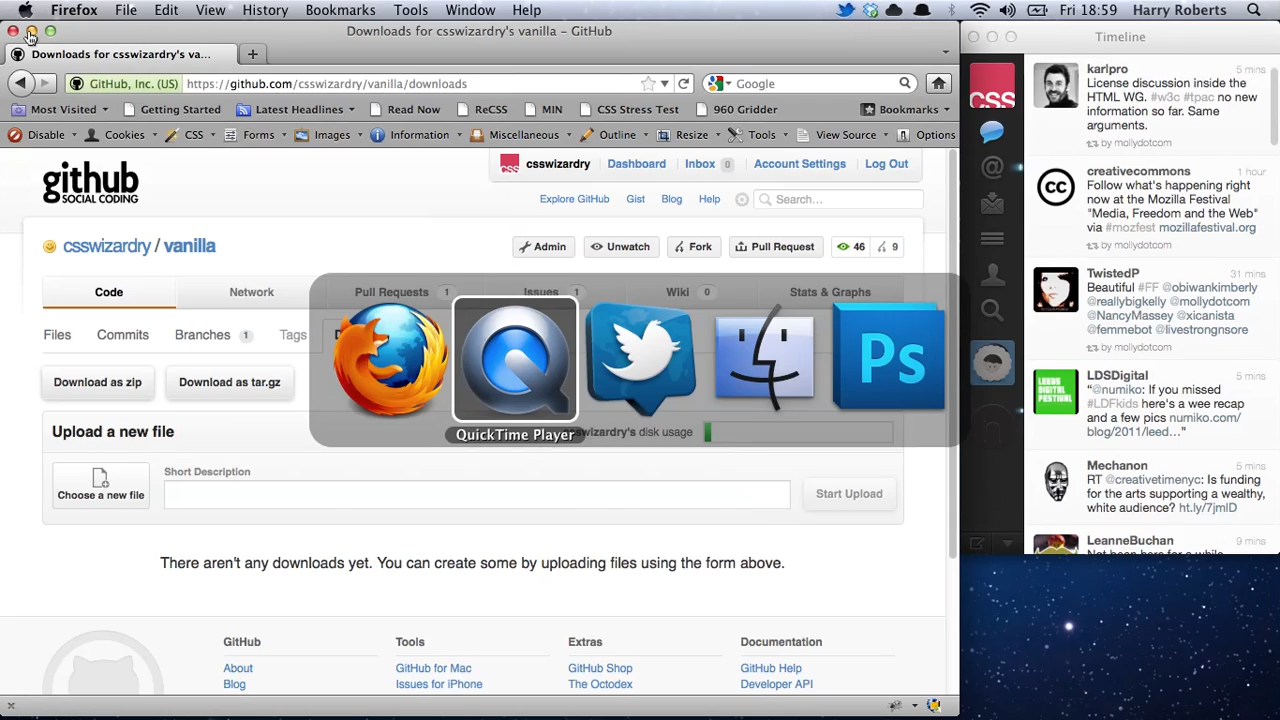 Firefox File Edit View History Bookmarks Tools Window Help Fri 18:59 Harry Roberts
Downloads for csswizardry's vanilla – GitHub
Downloads for csswizardry's va...
GitHub, Inc. (US) https://github.com/csswizardry/vanilla/downloads Google
Most Visited Getting Started Latest Headlines Read Now ReCSS MIN CSS Stress Test 960 Gridder Bookmarks
Disable Cookies CSS Forms Images Information Miscellaneous Outline Resize Tools View Source Options
github
SOCIAL CODING
csswizardry Dashboard Inbox 0 Account Settings Log Out
Explore GitHub Gist Blog Help Search...
csswizardry / vanilla
Admin Unwatch Fork Pull Request 46 9
Code Network Pull Requests 1 Issues 1 Wiki 0 Stats & Graphs
Files Commits Branches 1 Tags
Download as zip Download as tar.gz
Ps
QuickTime Player
Upload a new file
disk usage
Choose a new file
Short Description
Start Upload
There aren't any downloads yet. You can create some by uploading files using the form above.
GitHub Tools Extras Documentation
About GitHub for Mac GitHub Shop GitHub Help
Blog Issues for iPhone The Octodex Developer API
Timeline
CSS
karlpro 5 mins
License discussion inside the
HTML WG. #w3c #tpac no new
information so far. Same
arguments.
by mollydotcom
creativecommons 1 hour
cc
Follow what's happening right
now at the Mozilla Festival
"Media, Freedom and the Web"
via #mozfest mozillafestival.org
by mollydotcom
TwistedP 31 mins
Beautiful #FF @obiwankimberly
@reallybigkelly @mollydotcom
@NancyMassey @xicanista
@femmebot @livestrongnsore
by mollydotcom
LDSDigital 5 mins
LEEDS
DIGITAL
FESTIVAL
“@numiko: If you missed
#LDFkids here's a wee recap
and a few pics numiko.com/
blog/2011/leed…”
Mechanon 5 mins
RT @creativetimenyc: Is funding
for the arts supporting a wealthy,
white audience? ht.ly/7jmlD
LeanneBuchan 9 mins